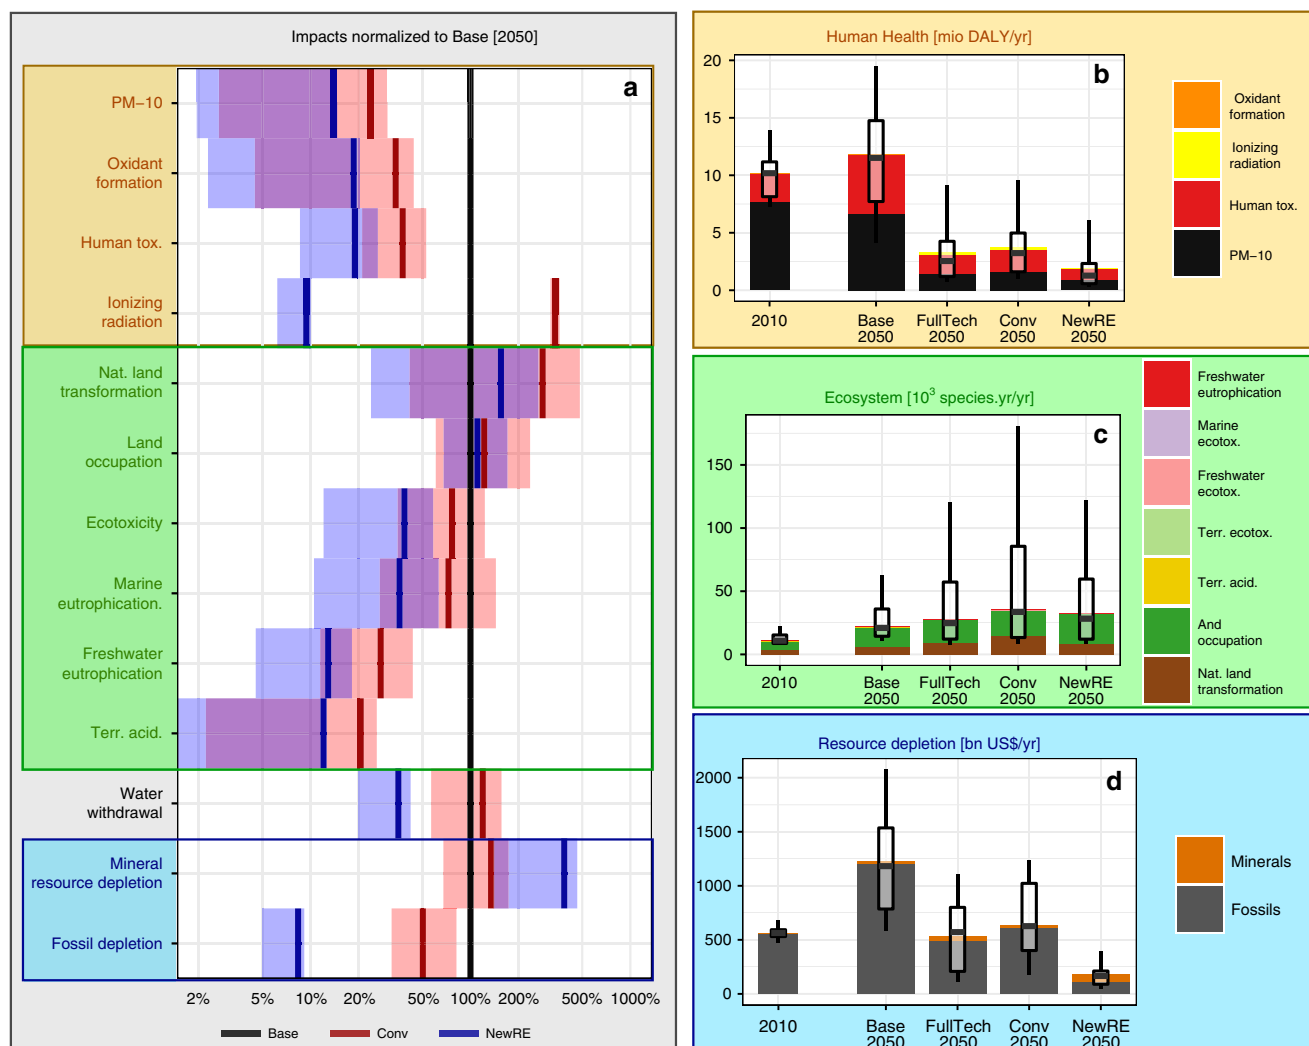 Impacts normalized to Base [2050]
a
PM−10
Oxidant
formation
Human tox.
Ionizing
radiation
Nat. land
transformation
Land
occupation
Ecotoxicity
Marine
eutrophication.
Freshwater
eutrophication
Terr. acid.
Water
withdrawal
Mineral
resource depletion
Fossil depletion
2% 5% 10% 20% 50% 100% 200% 500% 1000%
Base Conv NewRE
Human Health [mio DALY/yr]
b
20
15
10
5
0
2010 Base FullTech Conv NewRE
2050 2050 2050 2050
Oxidant
formation
Ionizing
radiation
Human tox.
PM−10
Ecosystem [10³ species.yr/yr]
c
150
100
50
0
2010 Base FullTech Conv NewRE
2050 2050 2050 2050
Freshwater
eutrophication
Marine
ecotox.
Freshwater
ecotox.
Terr. ecotox.
Terr. acid.
And
occupation
Nat. land
transformation
Resource depletion [bn US$/yr]
d
2000
1500
1000
500
0
2010 Base FullTech Conv NewRE
2050 2050 2050 2050
Minerals
Fossils